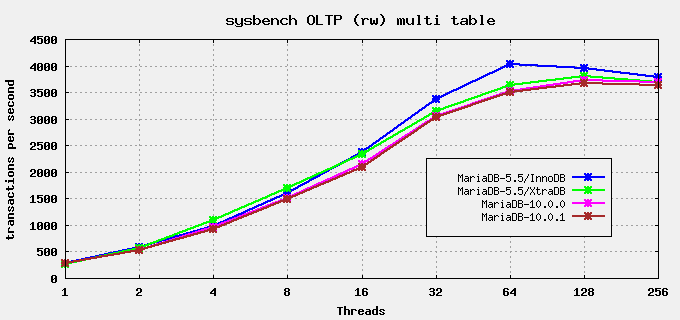 sysbench OLTP (rw) multi table
transactions per second
4500
4000
3500
3000
2500
2000
1500
1000
500
0
MariaDB-5.5/InnoDB
MariaDB-5.5/XtraDB
MariaDB-10.0.0
MariaDB-10.0.1
1 2 4 8 16 32 64 128 256
Threads